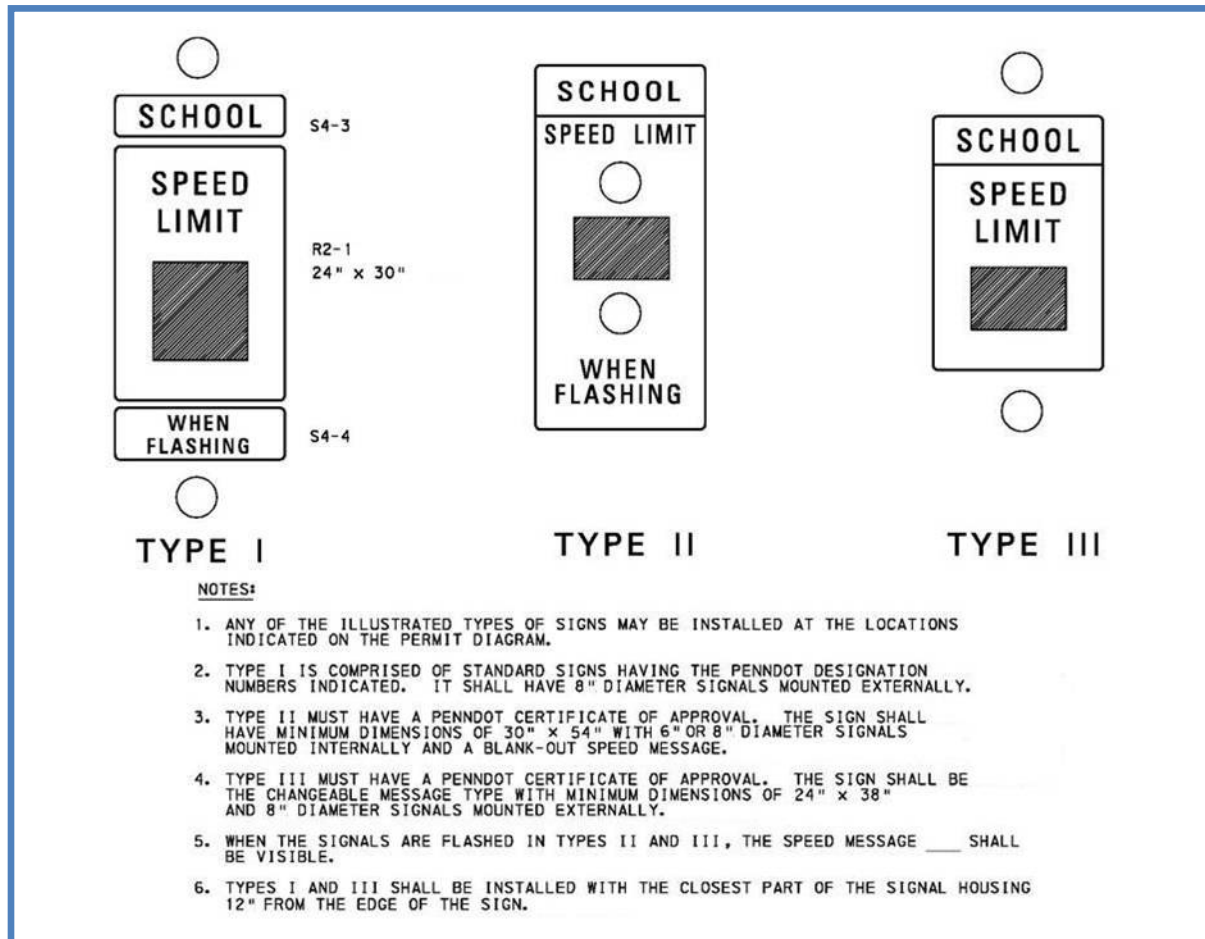 SCHOOL
S4-3
SPEED
LIMIT
R2-1
24" x 30"
WHEN
FLASHING
S4-4
TYPE I
SCHOOL
SPEED LIMIT
WHEN
FLASHING
TYPE II
SCHOOL
SPEED
LIMIT
TYPE III
NOTES:
1. ANY OF THE ILLUSTRATED TYPES OF SIGNS MAY BE INSTALLED AT THE LOCATIONS
INDICATED ON THE PERMIT DIAGRAM.
2. TYPE I IS COMPRISED OF STANDARD SIGNS HAVING THE PENNDOT DESIGNATION
NUMBERS INDICATED. IT SHALL HAVE 8" DIAMETER SIGNALS MOUNTED EXTERNALLY.
3. TYPE II MUST HAVE A PENNDOT CERTIFICATE OF APPROVAL. THE SIGN SHALL
HAVE MINIMUM DIMENSIONS OF 30" x 54" WITH 6" OR 8" DIAMETER SIGNALS
MOUNTED INTERNALLY AND A BLANK-OUT SPEED MESSAGE.
4. TYPE III MUST HAVE A PENNDOT CERTIFICATE OF APPROVAL. THE SIGN SHALL BE
THE CHANGEABLE MESSAGE TYPE WITH MINIMUM DIMENSIONS OF 24" x 38"
AND 8" DIAMETER SIGNALS MOUNTED EXTERNALLY.
5. WHEN THE SIGNALS ARE FLASHED IN TYPES II AND III, THE SPEED MESSAGE ___ SHALL
BE VISIBLE.
6. TYPES I AND III SHALL BE INSTALLED WITH THE CLOSEST PART OF THE SIGNAL HOUSING
12" FROM THE EDGE OF THE SIGN.